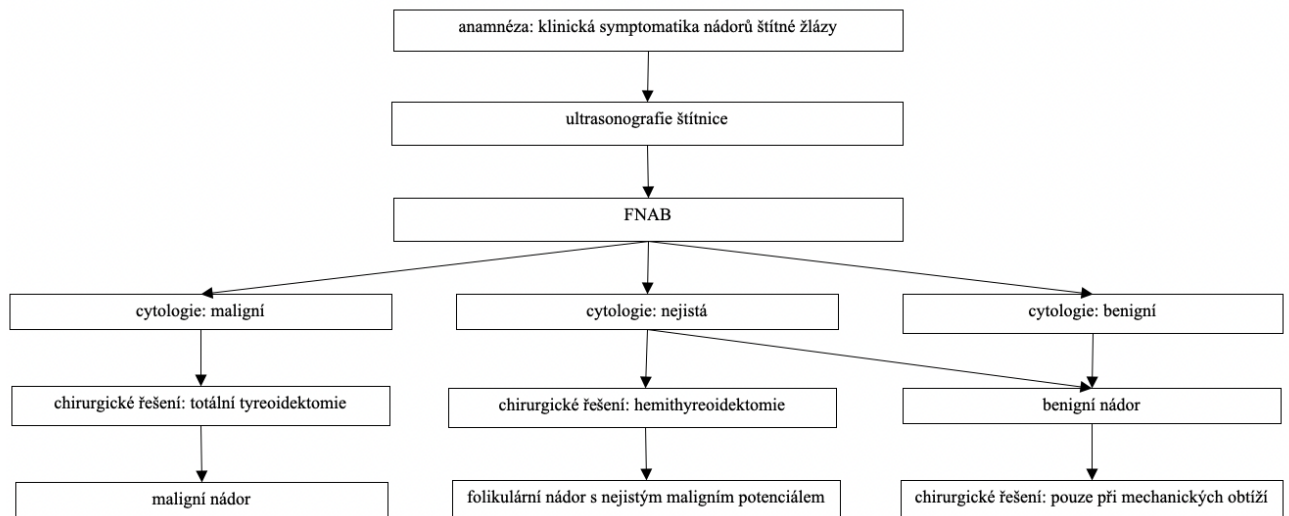 anamnéza: klinická symptomatika nádorů štítné žlázy
ultrasonografie štítnice
FNAB
cytologie: maligní
cytologie: nejistá
cytologie: benigní
chirurgické řešení: totální tyreoidektomie
chirurgické řešení: hemithyreoidektomie
benigní nádor
maligní nádor
folikulární nádor s nejistým maligním potenciálem
chirurgické řešení: pouze při mechanických obtíží